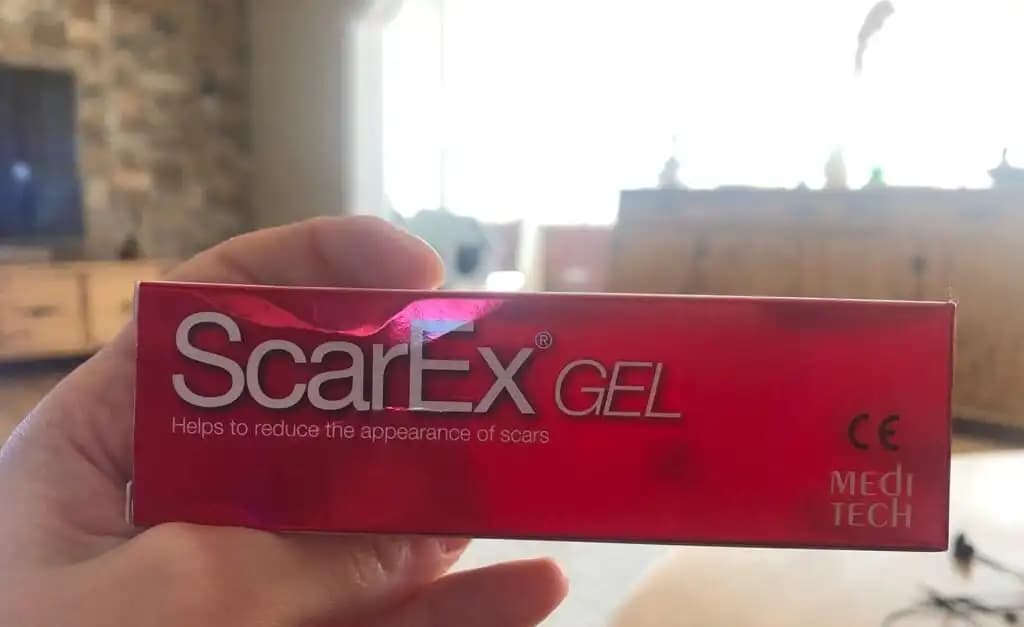 ScarEx® GEL
Helps to reduce the appearance of scars
CE
MEdi
TECH